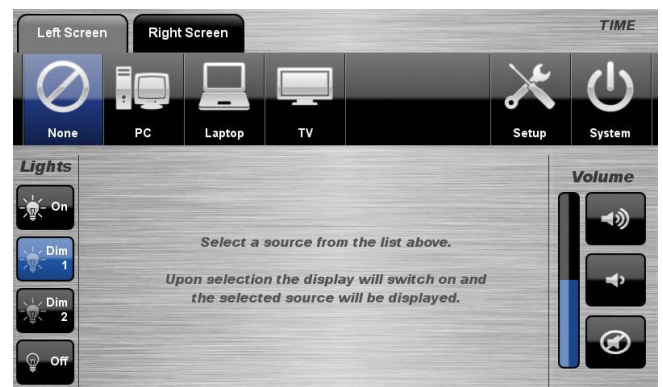 Left Screen
Right Screen
TIME
None
PC
Laptop
TV
Setup
System
Lights
On
Dim
1
Dim
2
Off
Select a source from the list above.
Upon selection the display will switch on and
the selected source will be displayed.
Volume